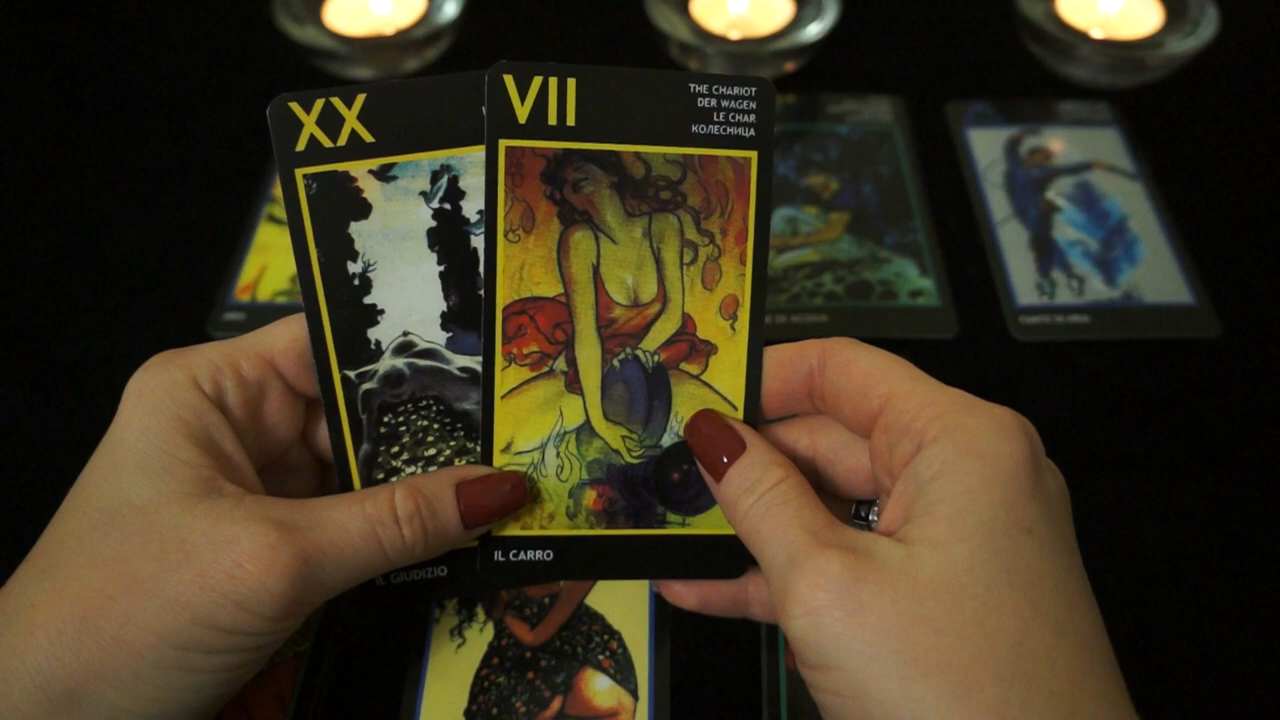 XX
VII
THE CHARIOT
DER WAGEN
LE CHAR
КОЛЕСНИЦА
IL CARRO
IL GIUDIZIO